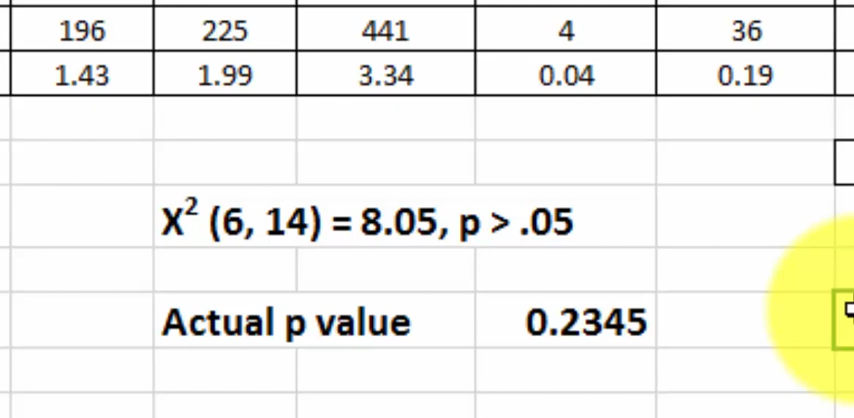 196 225 441 4 36
1.43 1.99 3.34 0.04 0.19
X² (6, 14) = 8.05, p > .05
Actual p value 0.2345